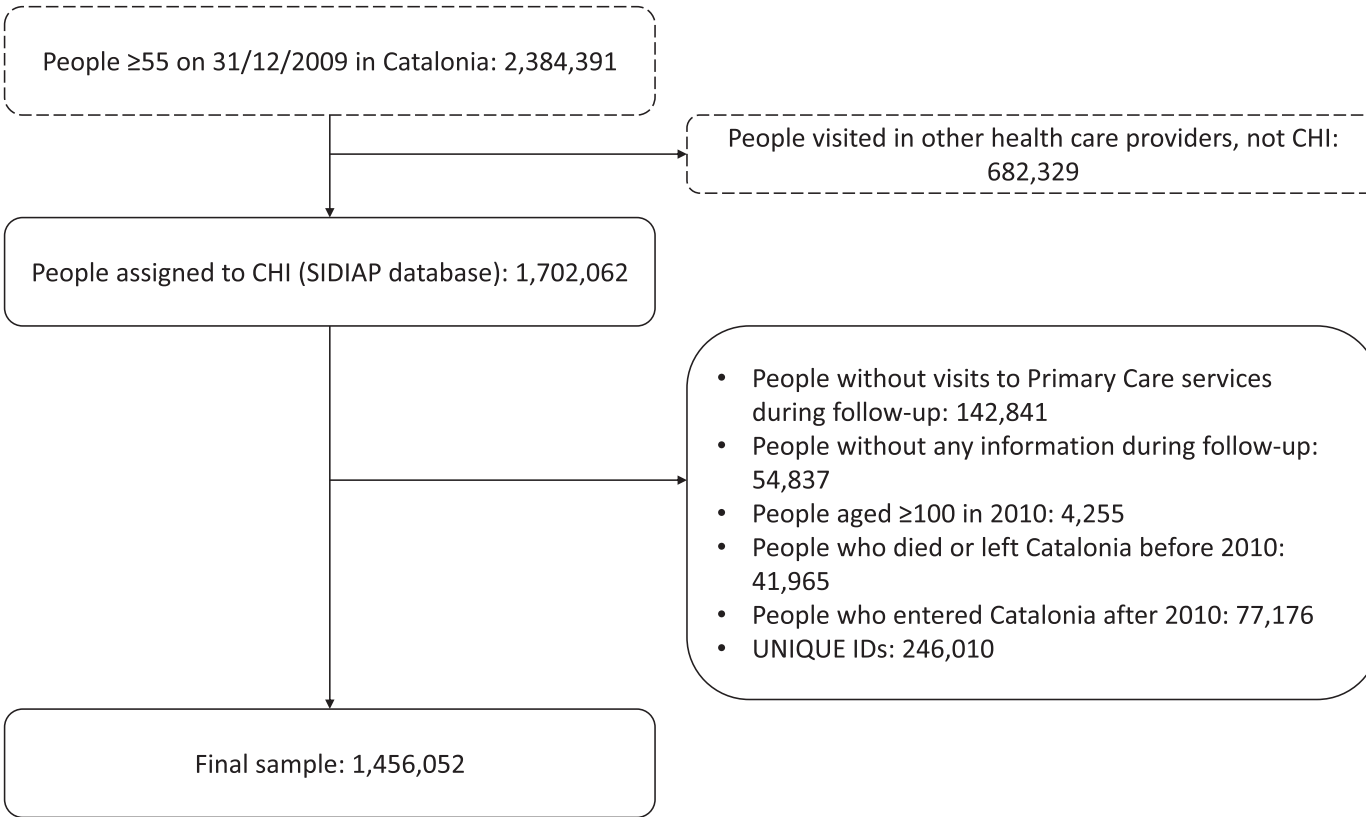 People ≥55 on 31/12/2009 in Catalonia: 2,384,391
People visited in other health care providers, not CHI:
682,329
People assigned to CHI (SIDIAP database): 1,702,062
• People without visits to Primary Care services
during follow-up: 142,841
• People without any information during follow-up:
54,837
• People aged ≥100 in 2010: 4,255
• People who died or left Catalonia before 2010:
41,965
• People who entered Catalonia after 2010: 77,176
• UNIQUE IDs: 246,010
Final sample: 1,456,052